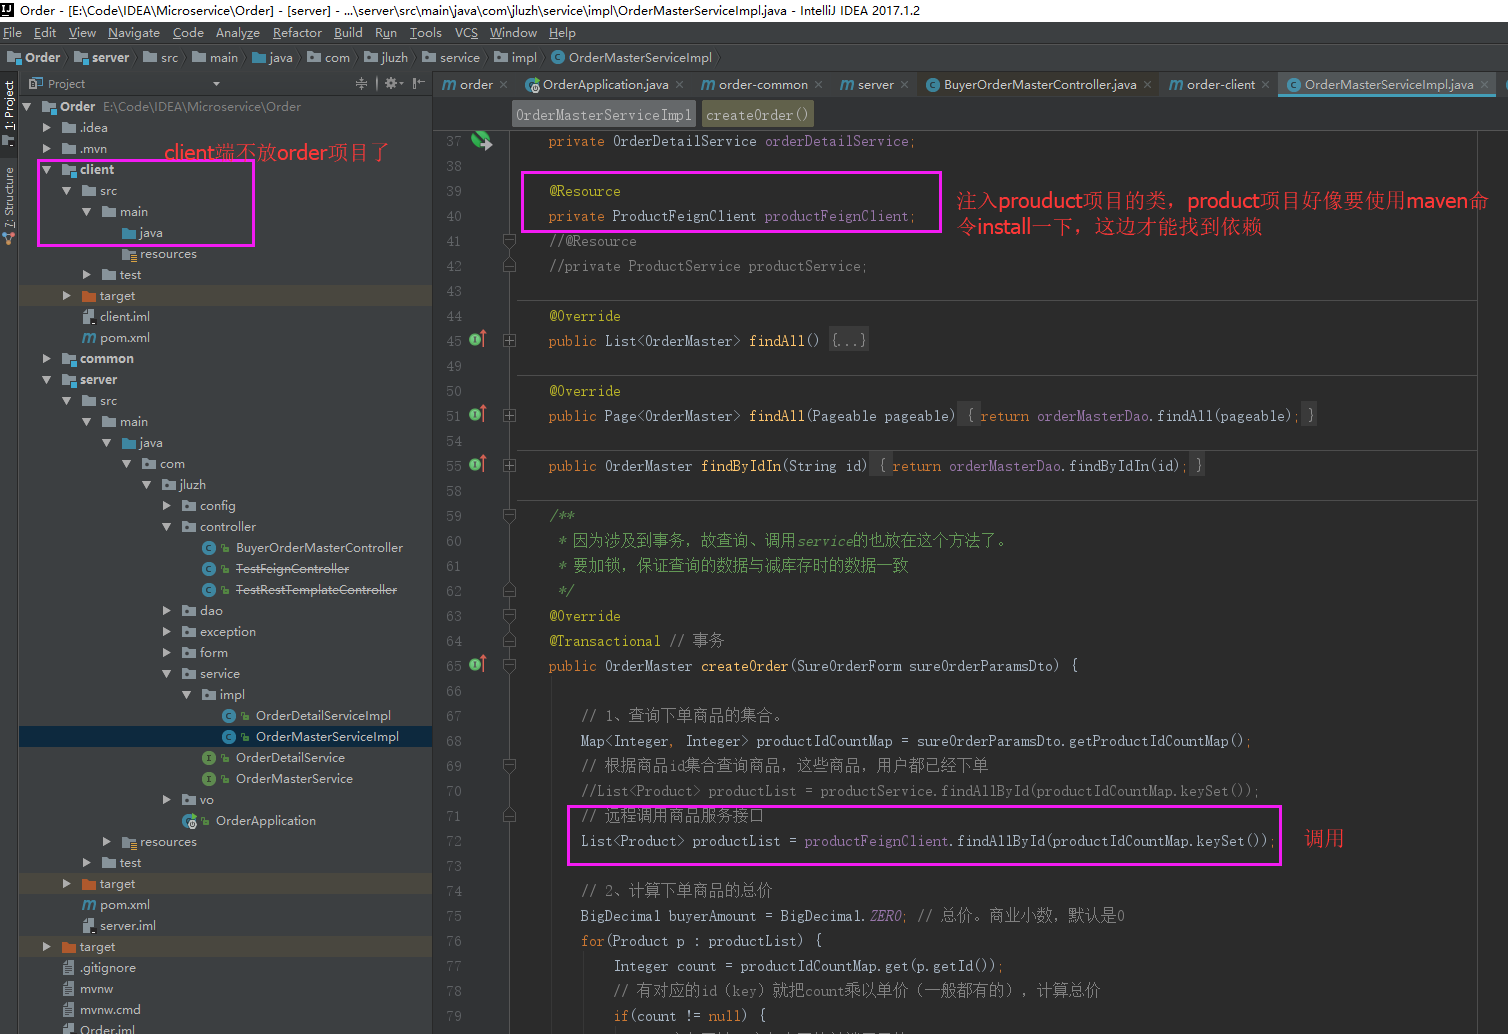 Order - [E:\Code\IDEA\Microservice\Order] - [server] - ...\server\src\main\java\com\jluzh\service\impl\OrderMasterServiceImpl.java - IntelliJ IDEA 2017.1.2
File Edit View Navigate Code Analyze Refactor Build Run Tools VCS Window Help
Order server src main java com jluzh service impl OrderMasterServiceImpl
Project
1: Project
7: Structure
Order E:\Code\IDEA\Microservice\Order
.idea
.mvn
client端不放order项目了
client
src
main
java
resources
test
target
client.iml
pom.xml
common
server
src
main
java
com
jluzh
config
controller
BuyerOrderMasterController
TestFeignController
TestRestTemplateController
dao
exception
form
service
impl
OrderDetailServiceImpl
OrderMasterServiceImpl
OrderDetailService
OrderMasterService
vo
OrderApplication
resources
test
target
pom.xml
server.iml
target
.gitignore
mvnw
mvnw.cmd
Order.iml
order OrderApplication.java order-common server BuyerOrderMasterController.java order-client OrderMasterServiceImpl.java
OrderMasterServiceImpl createOrder()
37 private OrderDetailService orderDetailService;
38
39 @Resource
40 private ProductFeignClient productFeignClient;
注入prouduct项目的类，product项目好像要使用maven命
令install一下，这边才能找到依赖
41 //@Resource
42 //private ProductService productService;
43
44 @Override
45 public List<OrderMaster> findAll() {...}
49
50 @Override
51 public Page<OrderMaster> findAll(Pageable pageable) { return orderMasterDao.findAll(pageable); }
54
55 public OrderMaster findByIdIn(String id) { return orderMasterDao.findByIdIn(id); }
58
59 /**
60 * 因为涉及到事务，故查询、调用service的也放在这个方法了。
61 * 要加锁，保证查询的数据与减库存时的数据一致
62 */
63 @Override
64 @Transactional // 事务
65 public OrderMaster createOrder(SureOrderForm sureOrderParamsDto) {
66
67 // 1、查询下单商品的集合。
68 Map<Integer, Integer> productIdCountMap = sureOrderParamsDto.getProductIdCountMap();
69 // 根据商品id集合查询商品，这些商品，用户都已经下单
70 //List<Product> productList = productService.findAllById(productIdCountMap.keySet());
71 // 远程调用商品服务接口
72 List<Product> productList = productFeignClient.findAllById(productIdCountMap.keySet());
调用
73
74 // 2、计算下单商品的总价
75 BigDecimal buyerAmount = BigDecimal.ZERO; // 总价。商业小数，默认是0
76 for(Product p : productList) {
77 Integer count = productIdCountMap.get(p.getId());
78 // 有对应的id（key）就把count乘以单价（一般都有的），计算总价
79 if(count != null) {